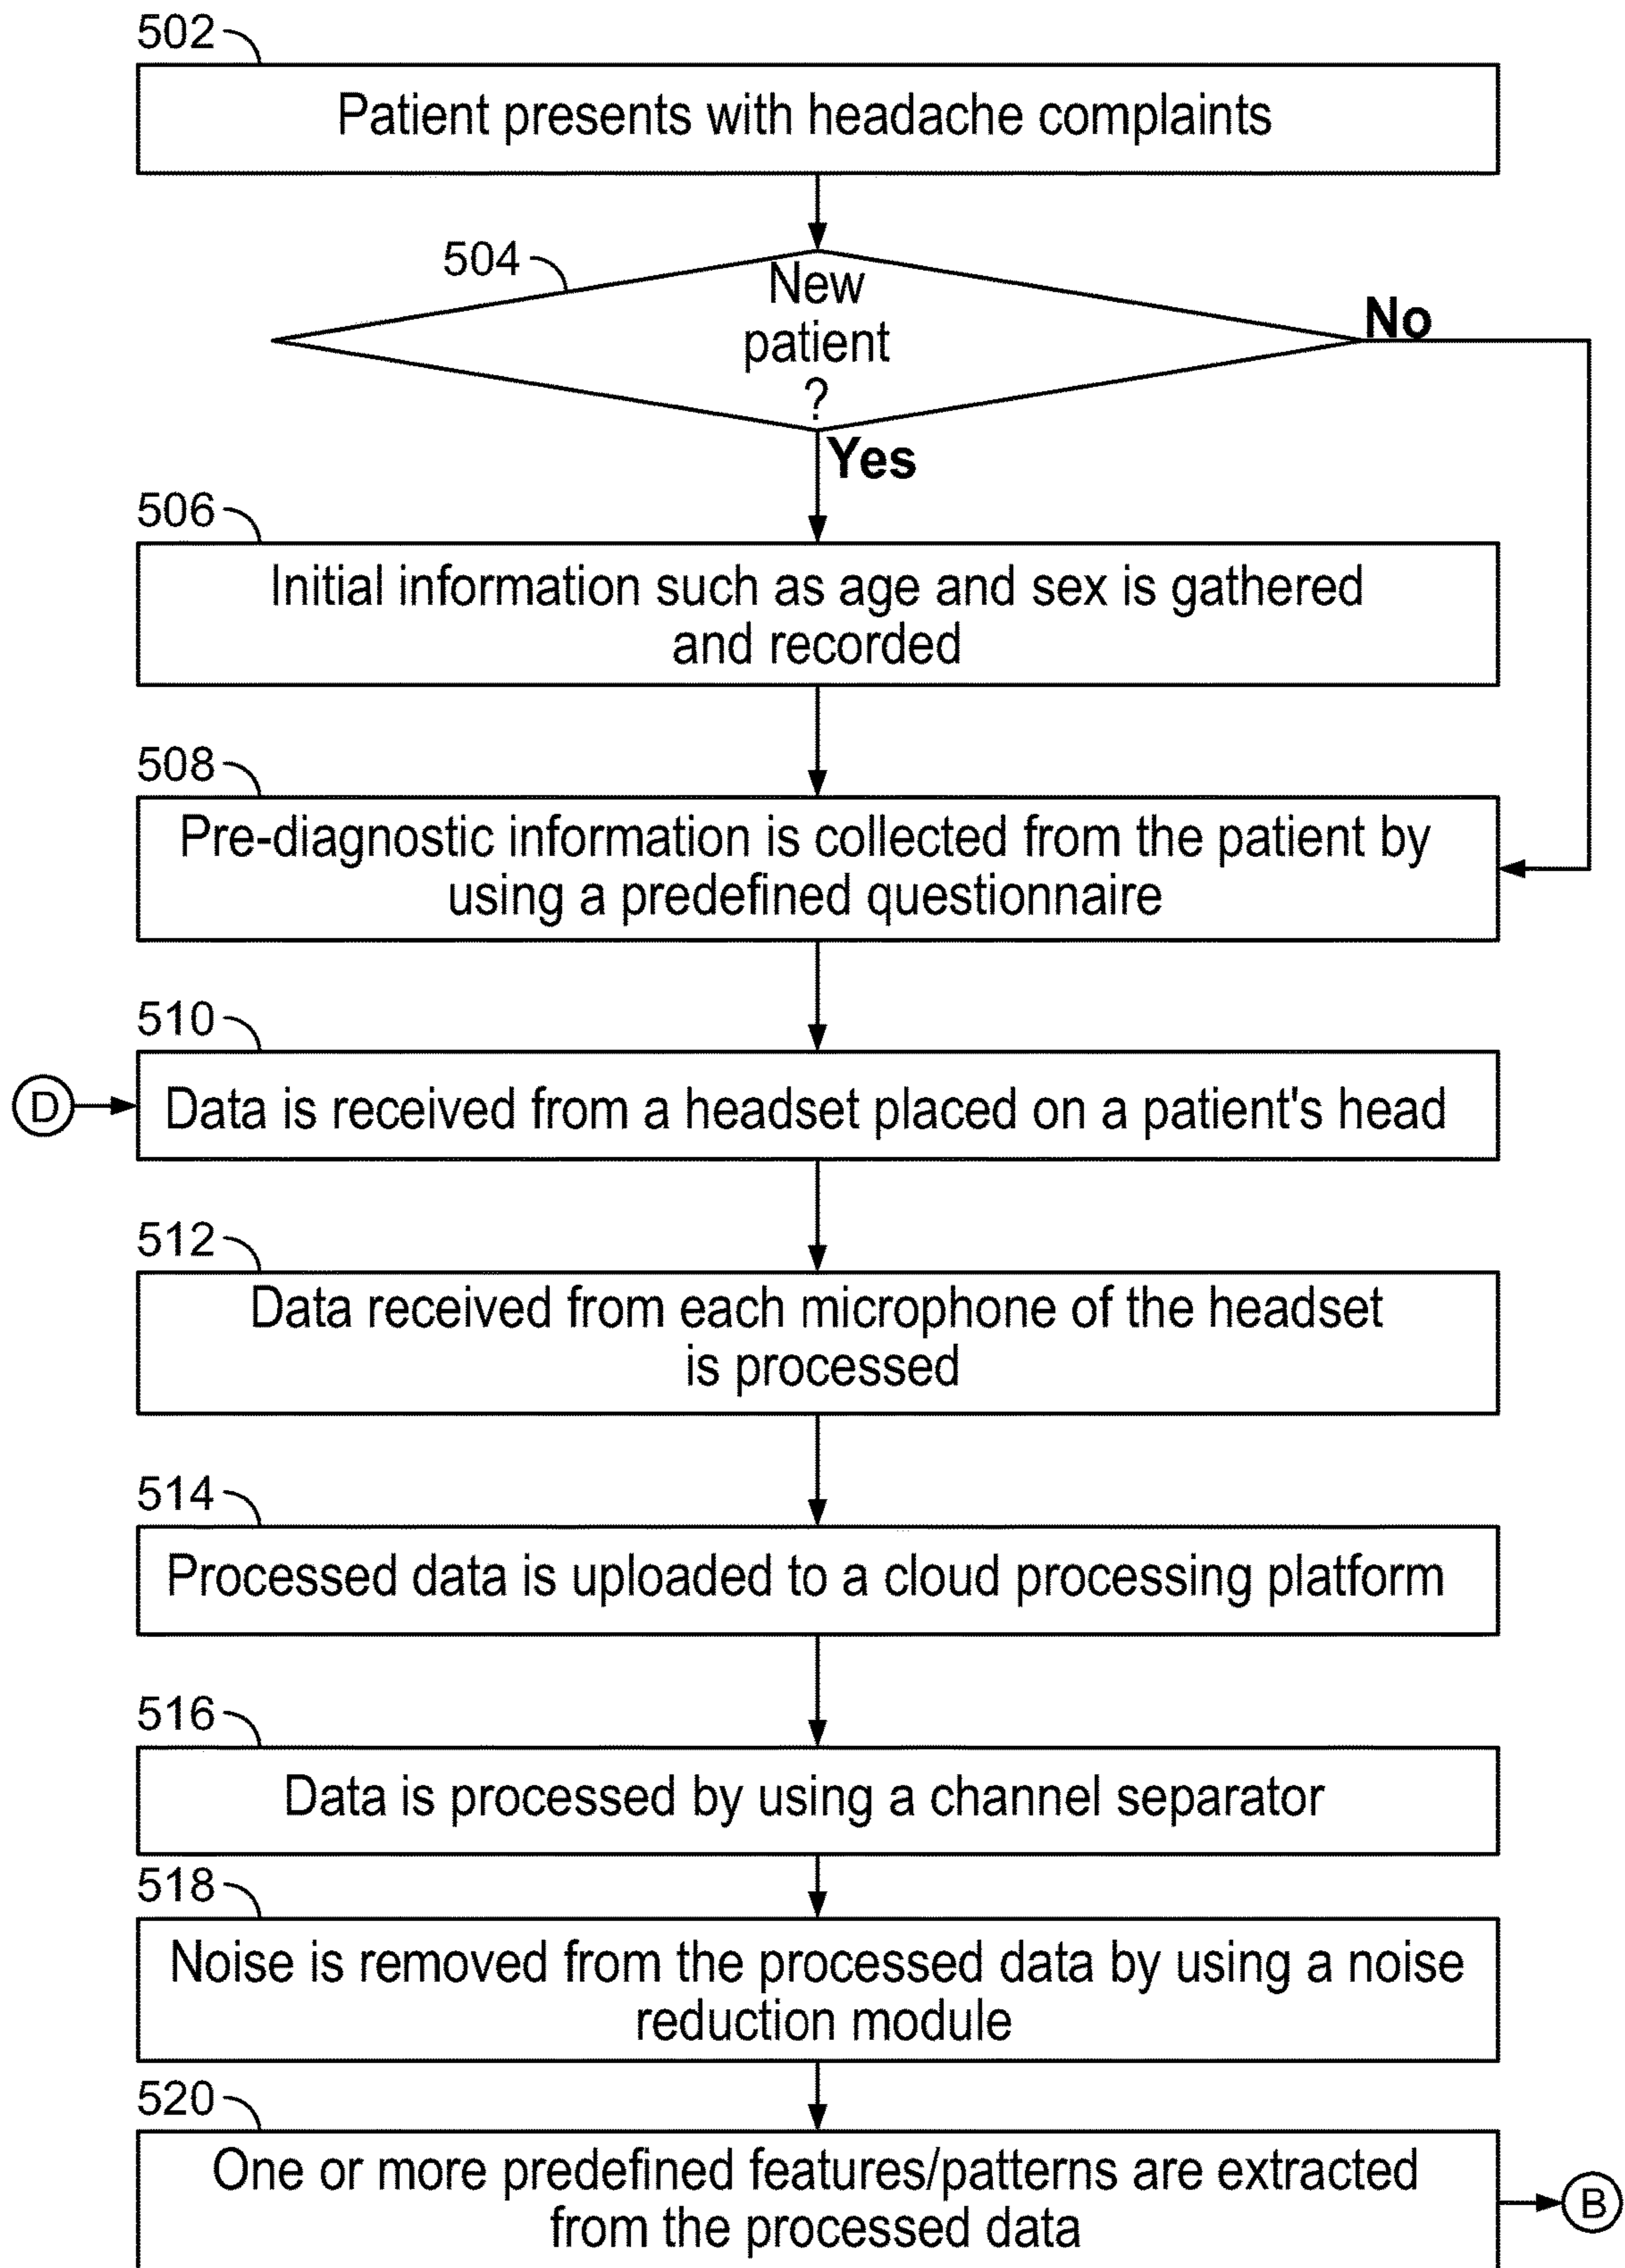 502
Patient presents with headache complaints
504
New
patient
?
No
Yes
506
Initial information such as age and sex is gathered
and recorded
508
Pre-diagnostic information is collected from the patient by
using a predefined questionnaire
510
D
Data is received from a headset placed on a patient's head
512
Data received from each microphone of the headset
is processed
514
Processed data is uploaded to a cloud processing platform
516
Data is processed by using a channel separator
518
Noise is removed from the processed data by using a noise
reduction module
520
One or more predefined features/patterns are extracted
from the processed data
B